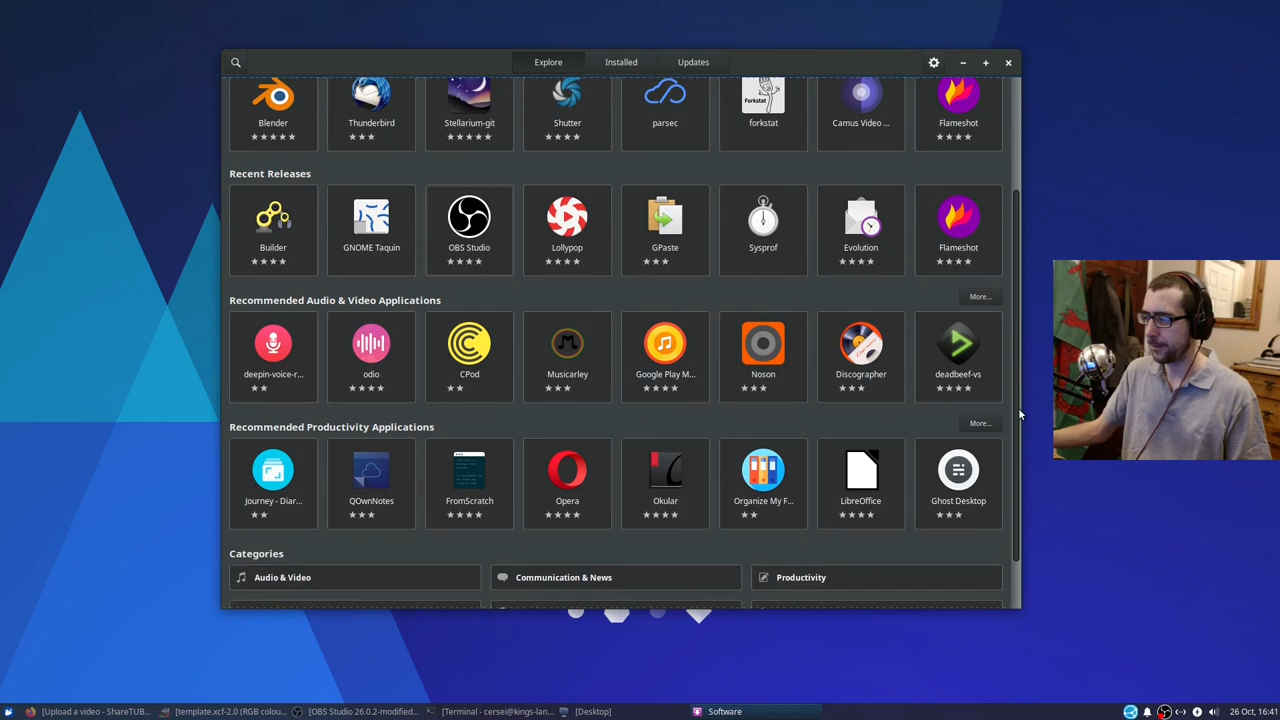 Explore Installed Updates
Blender Thunderbird Stellarium-git Shutter parsec forkstat Camus Video ... Flameshot
Forkstat
Recent Releases
Builder GNOME Taquin OBS Studio Lollypop GPaste Sysprof Evolution Flameshot
Recommended Audio & Video Applications More...
deepin-voice-r... odio CPod Musicarley Google Play M... Noson Discographer deadbeef-vs
Recommended Productivity Applications More...
Journey - Diar... QOwnNotes FromScratch Opera Okular Organize My F... LibreOffice Ghost Desktop
Categories
Audio & Video Communication & News Productivity
[Upload a video - ShareTUB... [template.xcf-2.0 (RGB colou... [OBS Studio 26.0.2-modified... [Terminal - cersei@kings-lan... [Desktop] Software 26 Oct, 16:41